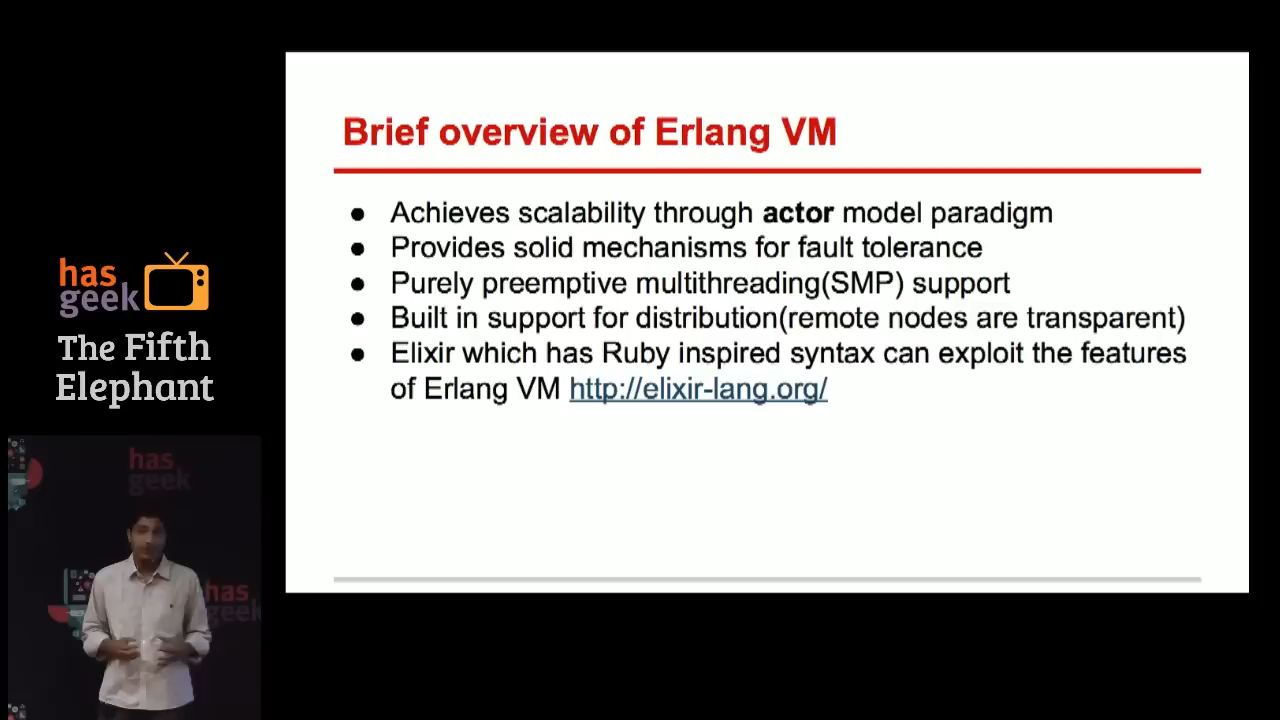 Brief overview of Erlang VM
● Achieves scalability through actor model paradigm
● Provides solid mechanisms for fault tolerance
● Purely preemptive multithreading(SMP) support
● Built in support for distribution(remote nodes are transparent)
● Elixir which has Ruby inspired syntax can exploit the features
of Erlang VM http://elixir-lang.org/
has
geek
The Fifth
Elephant
has
geek
has
geek